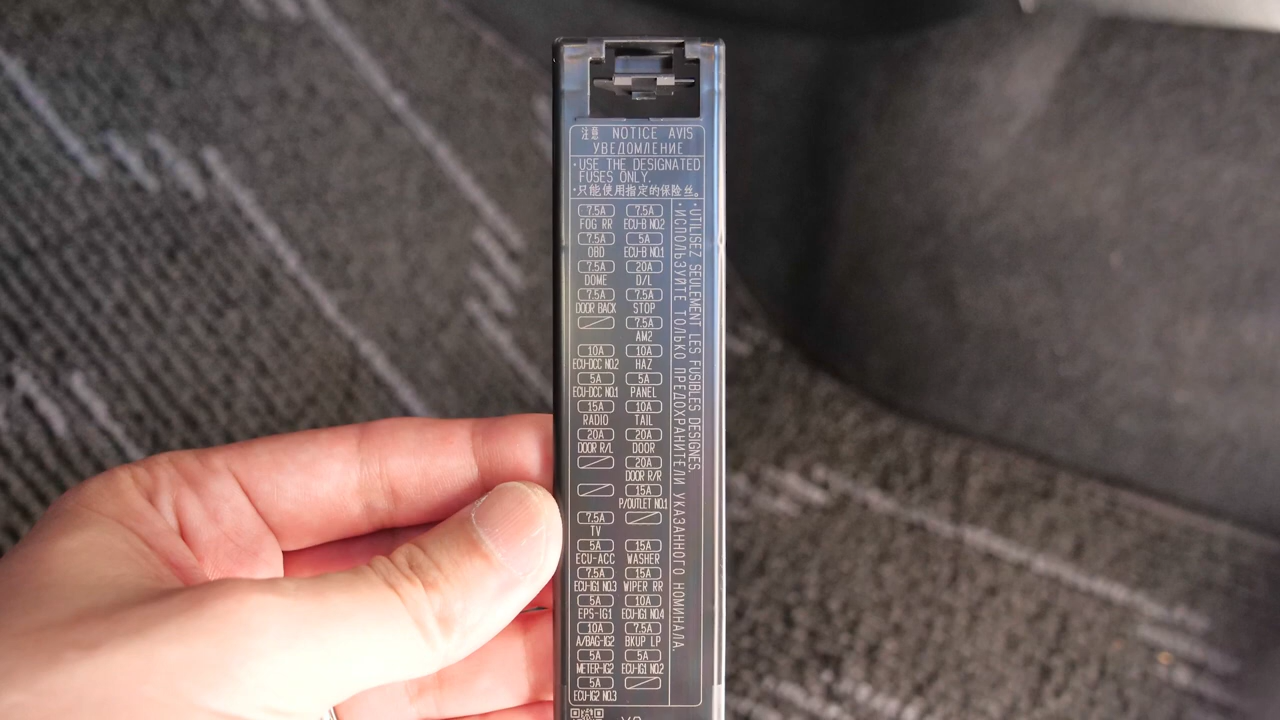 注意 NOTICE AVIS
УВЕДОМЛЕНИЕ
·USE THE DESIGNATED
FUSES ONLY.
·只能使用指定的保险丝。
7.5A 7.5A
FOG RR ECU-B NO.2
7.5A 5A
OBD ECU-B NO.1
7.5A 20A
DOME D/L
7.5A 7.5A
DOOR BACK STOP
7.5A
AM2
10A 10A
ECU-DCC NO.2 HAZ
5A 5A
ECU-DCC NO.1 PANEL
15A 10A
RADIO TAIL
20A 20A
DOOR R/L DOOR
20A
DOOR R/R
15A
P/OUTLET NO.1
7.5A
TV
5A 15A
ECU-ACC WASHER
7.5A 15A
ECU-IG1 NO.3 WIPER RR
5A 10A
EPS-IG1 ECU-IG1 NO.4
10A 7.5A
A/BAG-IG2 BKUP LP
5A 5A
METER-IG2 ECU-IG1 NO.2
5A
ECU-IG2 NO.3
·UTILISEZ SEULEMENT LES FUSIBLES DESIGNES.
·ИСПОЛЬЗУЙТЕ ТОЛЬКО ПРЕДОХРАНИТЕЛИ УКАЗАННОГО НОМИНАЛА.